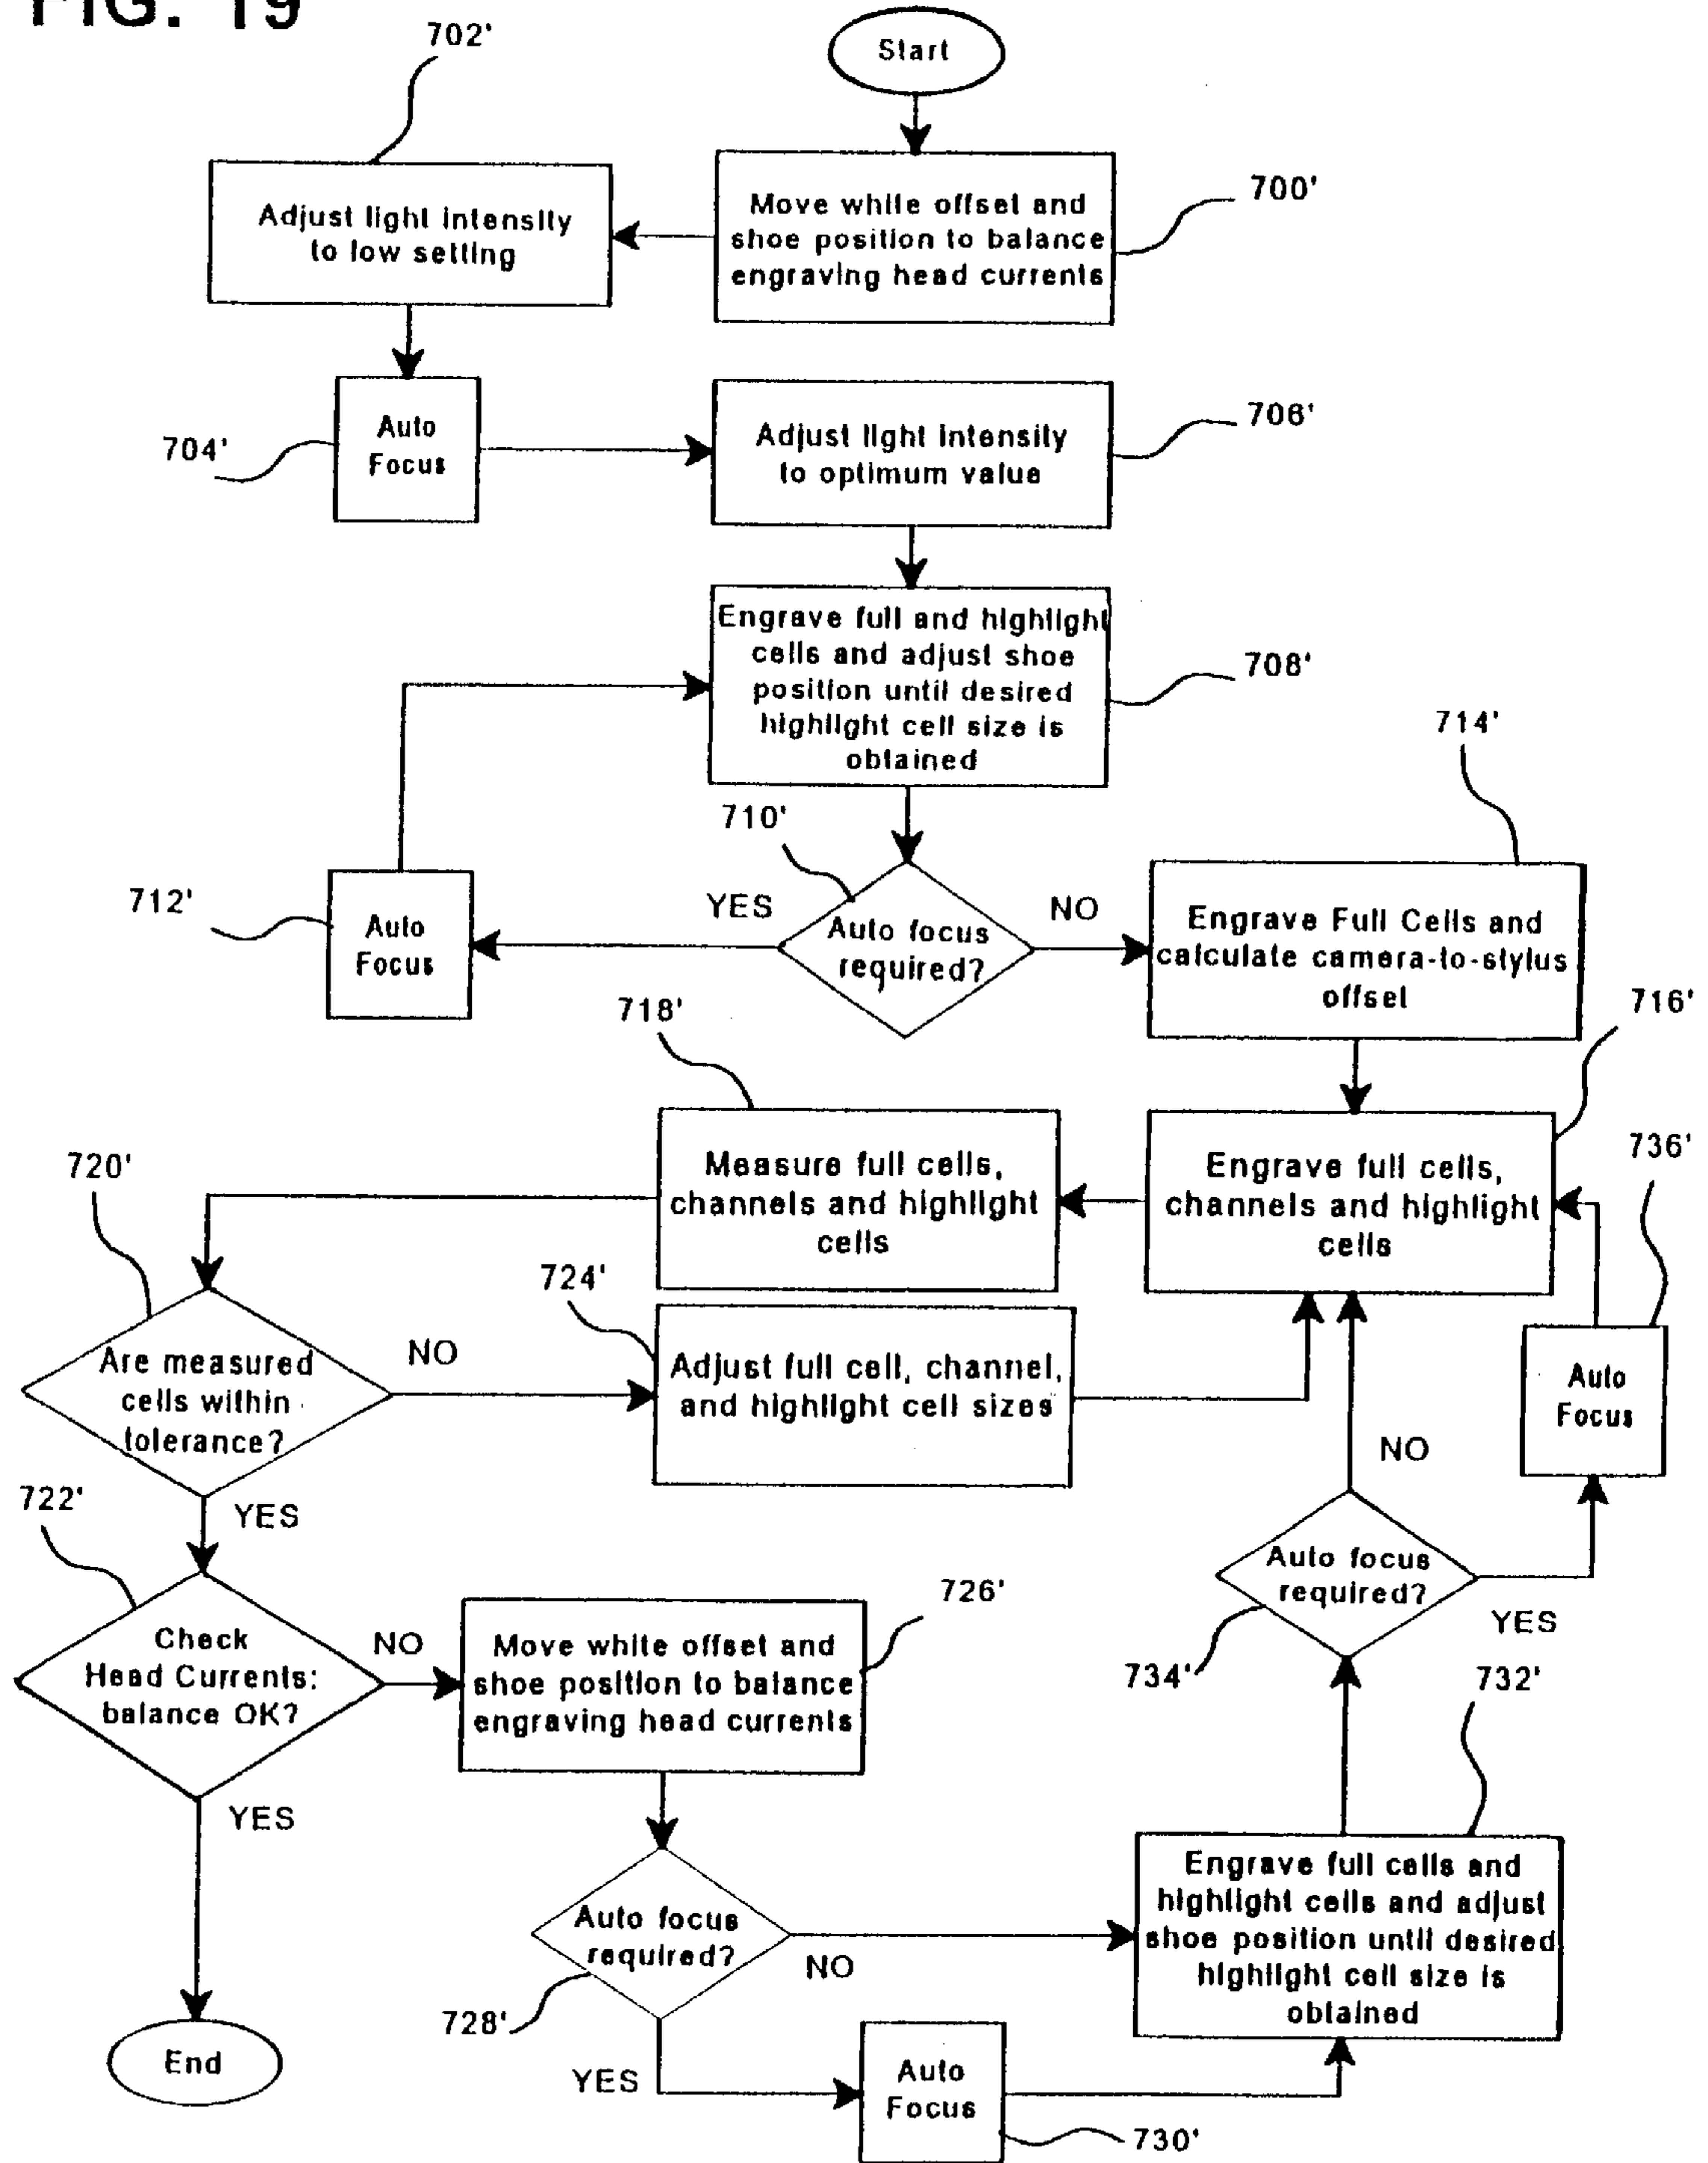 FIG. 19
702'
Start
Move white offset and
shoe position to balance
engraving head currents
700'
Adjust light intensity
to low setting
704'
Auto
Focus
Adjust light intensity
to optimum value
706'
Engrave full and highlight
cells and adjust shoe
position until desired
highlight cell size is
obtained
708'
710'
712'
Auto
Focus
YES
Auto focus
required?
NO
714'
Engrave Full Cells and
calculate camera-to-stylus
offset
716'
718'
Measure full cells,
channels and highlight
cells
Engrave full cells,
channels and highlight
cells
736'
Auto
Focus
720'
Are measured
cells within
tolerance?
NO
724'
Adjust full cell, channel,
and highlight cell sizes
YES
722'
Check
Head Currents:
balance OK?
NO
Move white offset and
shoe position to balance
engraving head currents
726'
NO
Auto focus
required?
YES
734'
732'
YES
End
Auto focus
required?
NO
728'
YES
Auto
Focus
730'
Engrave full cells and
highlight cells and adjust
shoe position until desired
highlight cell size is
obtained